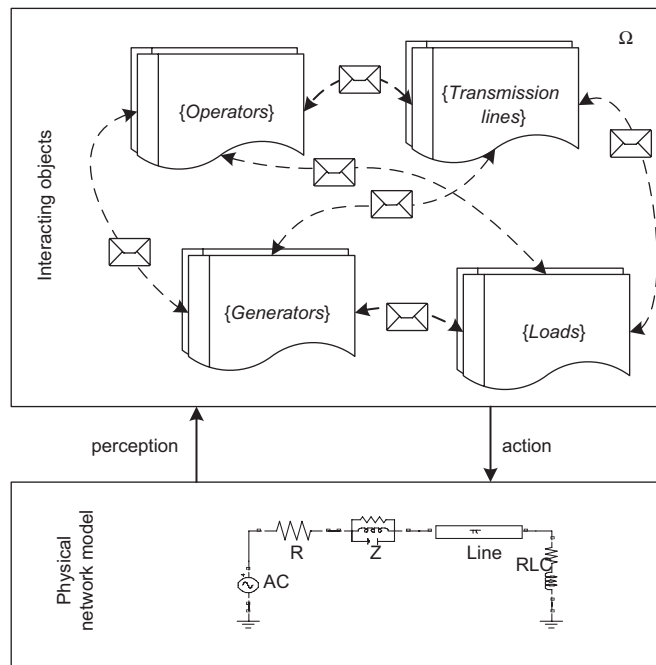 Ω
{Operators}
{Transmission
lines}
Interacting objects
{Generators}
{Loads}
perception
action
Physical
network model
R
Z
Line
RLC
AC